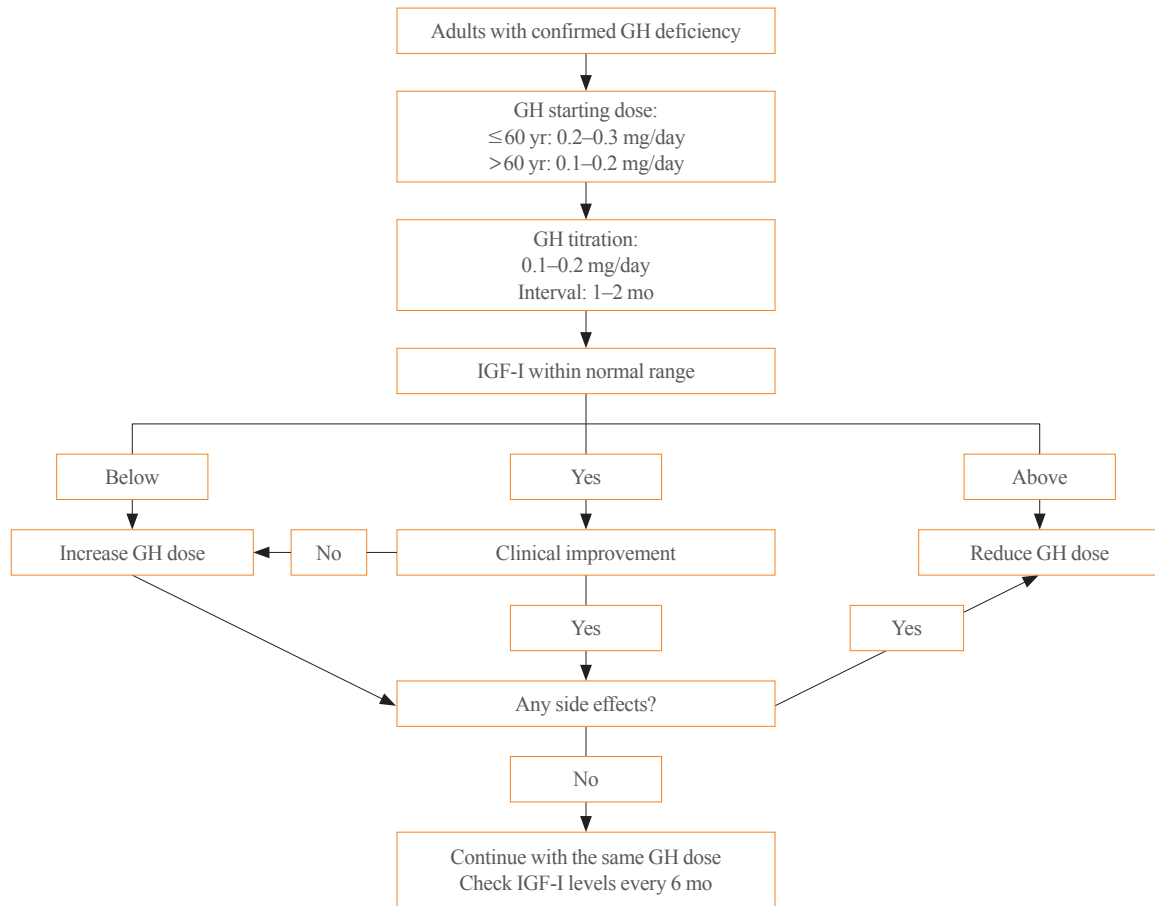 Adults with confirmed GH deficiency
GH starting dose:
≤60 yr: 0.2–0.3 mg/day
>60 yr: 0.1–0.2 mg/day
GH titration:
0.1–0.2 mg/day
Interval: 1–2 mo
IGF-I within normal range
Below
Yes
Above
Increase GH dose
No
Clinical improvement
Reduce GH dose
Yes
Yes
Any side effects?
No
Continue with the same GH dose
Check IGF-I levels every 6 mo